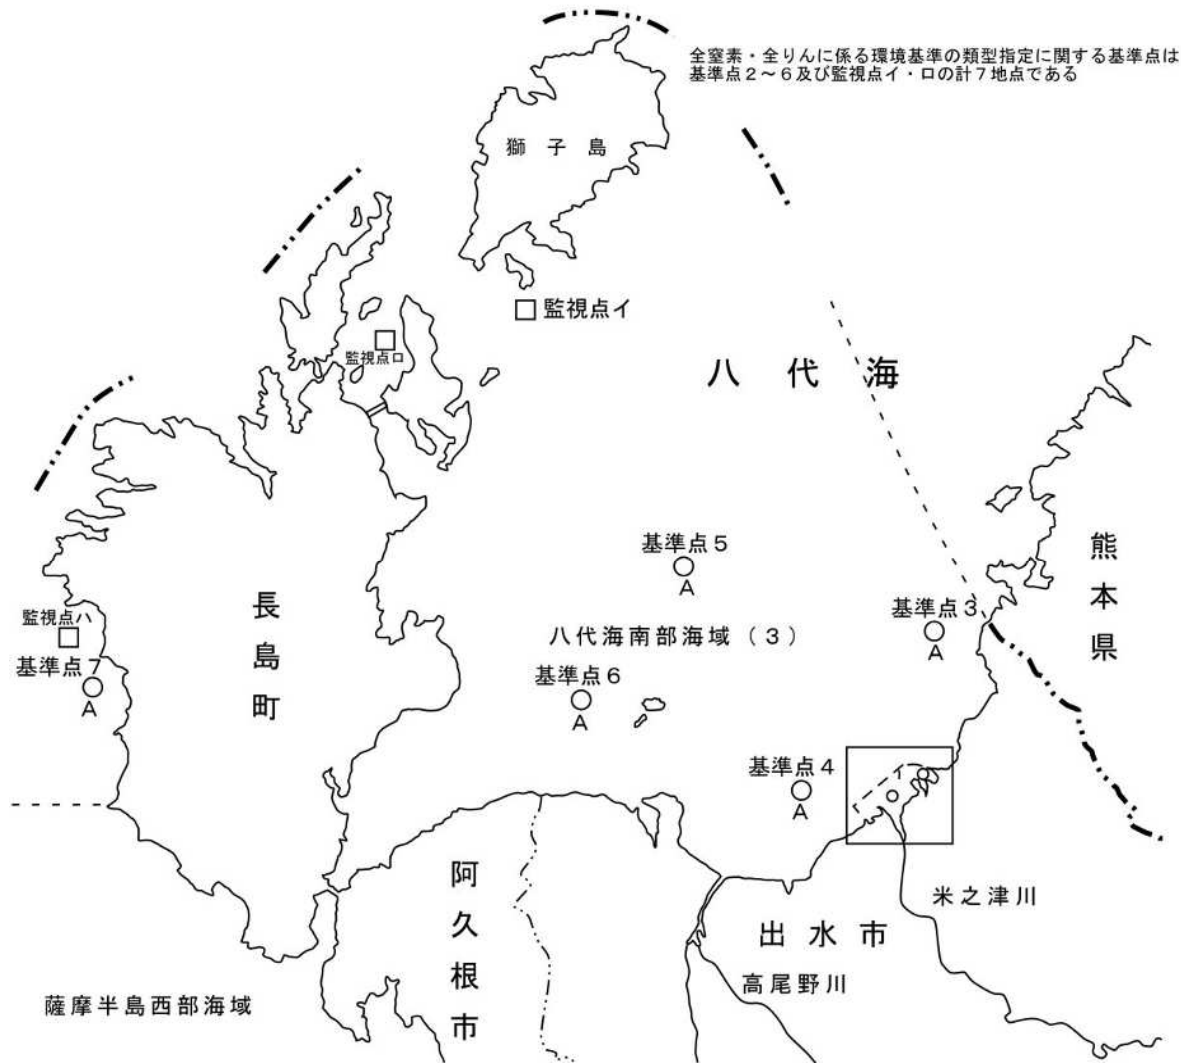 全窒素・全りんに係る環境基準の類型指定に関する基準点は
基準点2～6及び監視点イ・ロの計7地点である
獅子島
監視点イ
監視点ロ
八代海
基準点5
A
熊本県
長島町
監視点ハ
基準点3
A
八代海南部海域（3）
基準点7
A
基準点6
A
基準点4
A
阿久根市
米之津川
出水市
高尾野川
薩摩半島西部海域